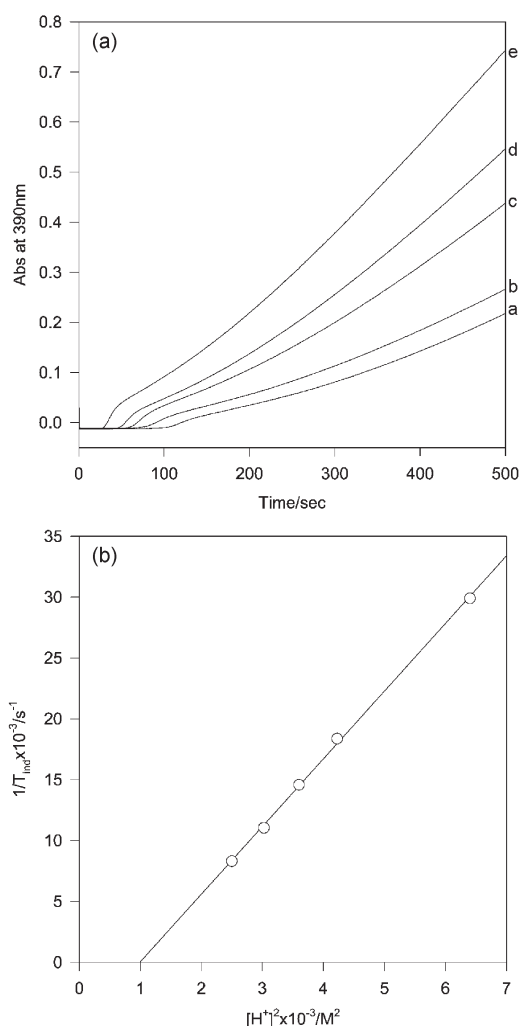 (a)
0.8
0.7
0.6
0.5
0.4
0.3
0.2
0.1
0.0
Abs at 390nm
e
d
c
b
a
0 100 200 300 400 500
Time/sec
(b)
35
30
25
20
15
10
5
0
1/T_ind x10^-3/s^-1
0 1 2 3 4 5 6 7
[H^+]^2x10^-3/M^2